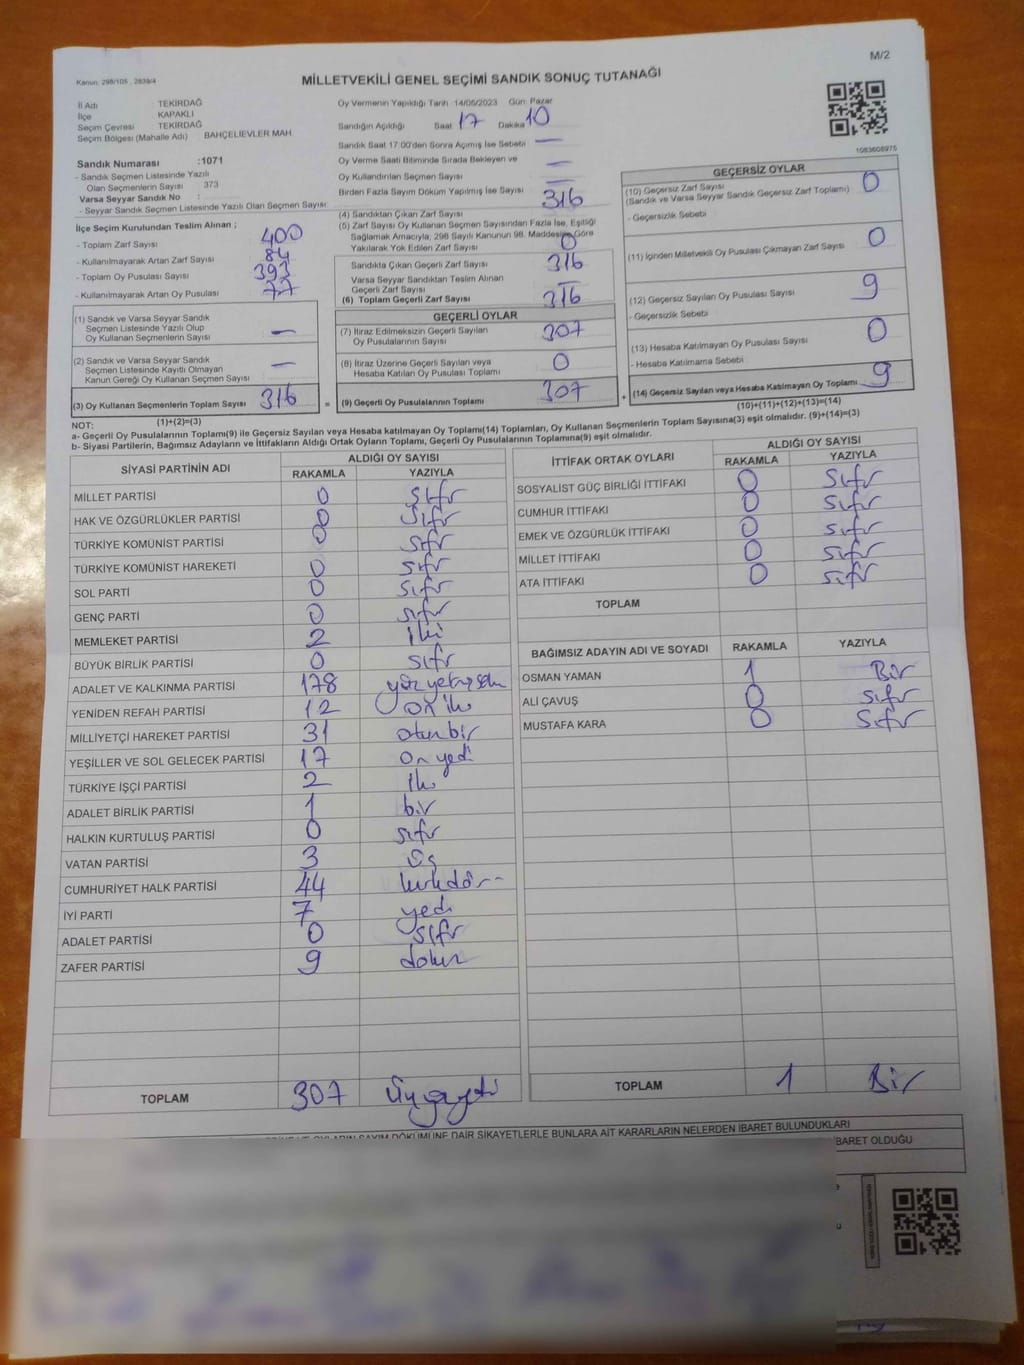 M/2
Kanun. 298/105 . 2839/4
MİLLETVEKİLİ GENEL SEÇİMİ SANDIK SONUÇ TUTANAĞI
İl Adı TEKİRDAĞ
İlçe KAPAKLI
Seçim Çevresi TEKİRDAĞ
Seçim Bölgesi (Mahalle Adı) BAHÇELİEVLER MAH.
Sandık Numarası :1071
- Sandık Seçmen Listesinde Yazılı
Olan Seçmenlerin Sayısı : 373
Varsa Seyyar Sandık No :
- Seyyar Sandık Seçmen Listesinde Yazılı Olan Seçmen Sayısı:
Oy Vermenin Yapıldığı Tarih 14/05/2023 Gün: Pazar
Sandığın Açıldığı Saat 17 Dakika 10
Sandık Saat 17:00'den Sonra Açılmış İse Sebebi —
Oy Verme Saati Bitiminde Sırada Bekleyen ve
Oy Kullandırılan Seçmen Sayısı —
Birden Fazla Sayım Döküm Yapılmış İse Sayısı —
1083608975
İlçe Seçim Kurulundan Teslim Alınan ;
- Toplam Zarf Sayısı 400
- Kullanılmayarak Artan Zarf Sayısı 84
- Toplam Oy Pusulası Sayısı 393
- Kullanılmayarak Artan Oy Pusulası 77
(1) Sandık ve Varsa Seyyar Sandık
Seçmen Listesinde Yazılı Olup
Oy Kullanan Seçmenlerin Sayısı —
(2) Sandık ve Varsa Seyyar Sandık
Seçmen Listesinde Kayıtlı Olmayan
Kanun Gereği Oy Kullanan Seçmen Sayısı —
(3) Oy Kullanan Seçmenlerin Toplam Sayısı 316
(1)+(2)=(3)
(4) Sandıktan Çıkan Zarf Sayısı 316
(5) Zarf Sayısı Oy Kullanan Seçmen Sayısından Fazla İse, Eşitliği
Sağlamak Amacıyla, 298 Sayılı Kanunun 98. Maddesine Göre
Yakılarak Yok Edilen Zarf Sayısı 0
Sandıkta Çıkan Geçerli Zarf Sayısı 316
Varsa Seyyar Sandıktan Teslim Alınan
Geçerli Zarf Sayısı —
(6) Toplam Geçerli Zarf Sayısı 316
GEÇERLİ OYLAR
(7) İtiraz Edilmeksizin Geçerli Sayılan
Oy Pusulalarının Sayısı 307
(8) İtiraz Üzerine Geçerli Sayılan veya
Hesaba Katılan Oy Pusulası Toplamı 0
= (9) Geçerli Oy Pusulalarının Toplamı 307 +
GEÇERSİZ OYLAR
(10) Geçersiz Zarf Sayısı 0
(Sandık ve Varsa Seyyar Sandık Geçersiz Zarf Toplamı)
- Geçersizlik Sebebi
(11) İçinden Milletvekili Oy Pusulası Çıkmayan Zarf Sayısı 0
(12) Geçersiz Sayılan Oy Pusulası Sayısı 9
- Geçersizlik Sebebi
(13) Hesaba Katılmayan Oy Pusulası Sayısı 0
- Hesaba Katılmama Sebebi
(14) Geçersiz Sayılan veya Hesaba Katılmayan Oy Toplamı 9
(10)+(11)+(12)+(13)=(14)
NOT:
a- Geçerli Oy Pusulalarının Toplamı(9) ile Geçersiz Sayılan veya Hesaba katılmayan Oy Toplamı(14) Toplamları, Oy Kullanan Seçmenlerin Toplam Sayısına(3) eşit olmalıdır. (9)+(14)=(3)
b- Siyasi Partilerin, Bağımsız Adayların ve İttifakların Aldığı Ortak Oyların Toplamı, Geçerli Oy Pusulalarının Toplamına(9) eşit olmalıdır.
SİYASİ PARTİNİN ADI ALDIĞI OY SAYISI
RAKAMLA YAZIYLA
MİLLET PARTİSİ 0 sıfır
HAK VE ÖZGÜRLÜKLER PARTİSİ 0 sıfır
TÜRKİYE KOMÜNİST PARTİSİ 0 sıfır
TÜRKİYE KOMÜNİST HAREKETİ 0 sıfır
SOL PARTİ 0 sıfır
GENÇ PARTİ 0 sıfır
MEMLEKET PARTİSİ 2 iki
BÜYÜK BİRLİK PARTİSİ 0 sıfır
ADALET VE KALKINMA PARTİSİ 178
YENİDEN REFAH PARTİSİ 12 on iki
MİLLİYETÇİ HAREKET PARTİSİ 31 otuzbir
YEŞİLLER VE SOL GELECEK PARTİSİ 17 on yedi
TÜRKİYE İŞÇİ PARTİSİ 2 iki
ADALET BİRLİK PARTİSİ 1 bir
HALKIN KURTULUŞ PARTİSİ 0 sıfır
VATAN PARTİSİ 3 üç
CUMHURİYET HALK PARTİSİ 44
İYİ PARTİ 7 yedi
ADALET PARTİSİ 0 sıfır
ZAFER PARTİSİ 9 dokuz
TOPLAM 307
İTTİFAK ORTAK OYLARI ALDIĞI OY SAYISI
RAKAMLA YAZIYLA
SOSYALİST GÜÇ BİRLİĞİ İTTİFAKI 0 sıfır
CUMHUR İTTİFAKI 0 sıfır
EMEK VE ÖZGÜRLÜK İTTİFAKI 0 sıfır
MİLLET İTTİFAKI 0 sıfır
ATA İTTİFAKI 0 sıfır
TOPLAM
BAĞIMSIZ ADAYIN ADI VE SOYADI RAKAMLA YAZIYLA
OSMAN YAMAN 1 Bir
ALİ ÇAVUŞ 0 sıfır
MUSTAFA KARA 0 sıfır
TOPLAM 1 Bir
DÖKÜMÜNE DAİR ŞİKAYETLERLE BUNLARA AİT KARARLARIN NELERDEN İBARET BULUNDUKLARI
İBARET OLDUĞU